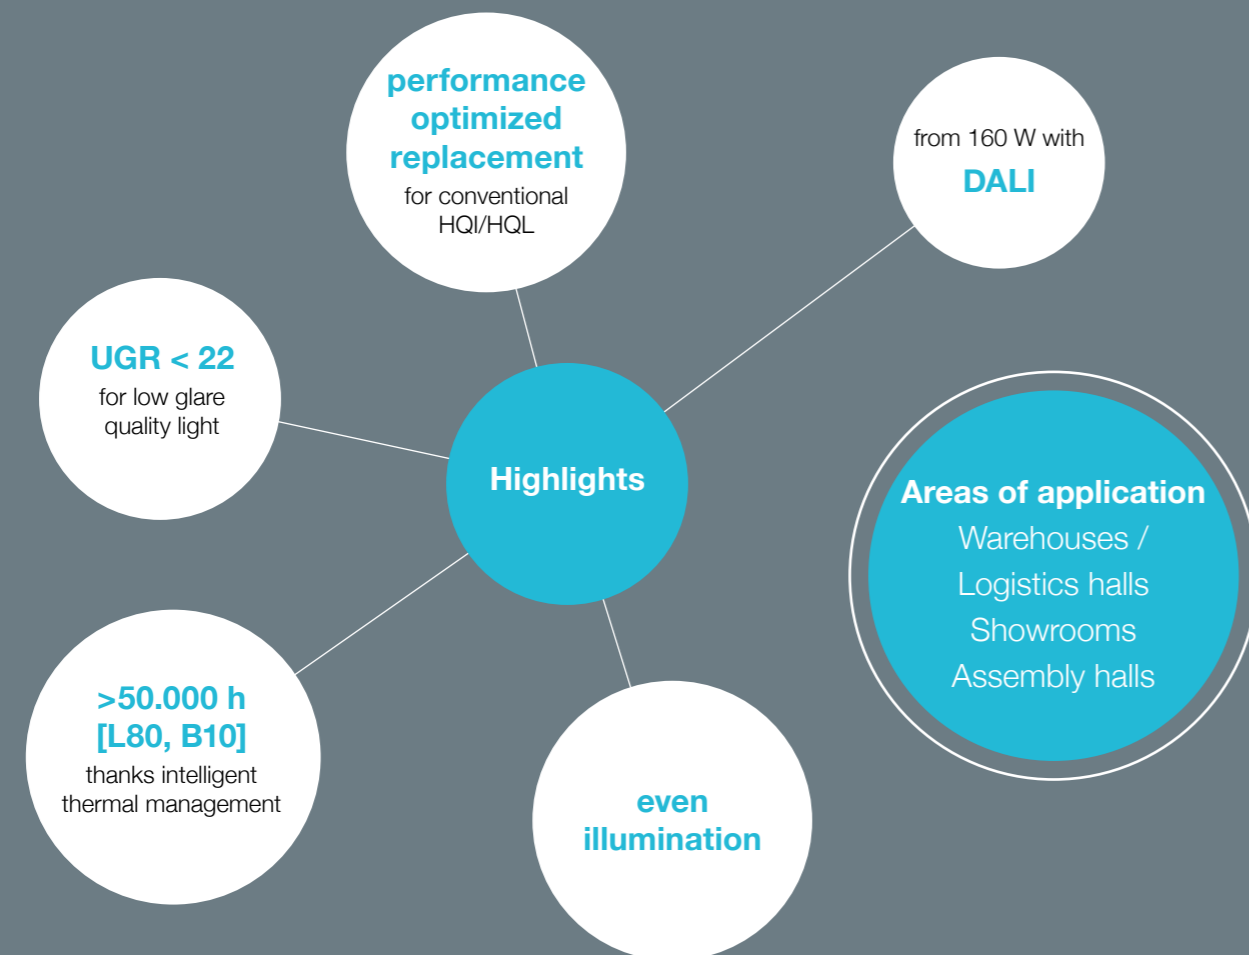 performance
optimized
replacement
for conventional
HQI/HQL
from 160 W with
DALI
UGR < 22
for low glare
quality light
Highlights
Areas of application
Warehouses /
Logistics halls
Showrooms
Assembly halls
>50.000 h
[L80, B10]
thanks intelligent
thermal management
even
illumination